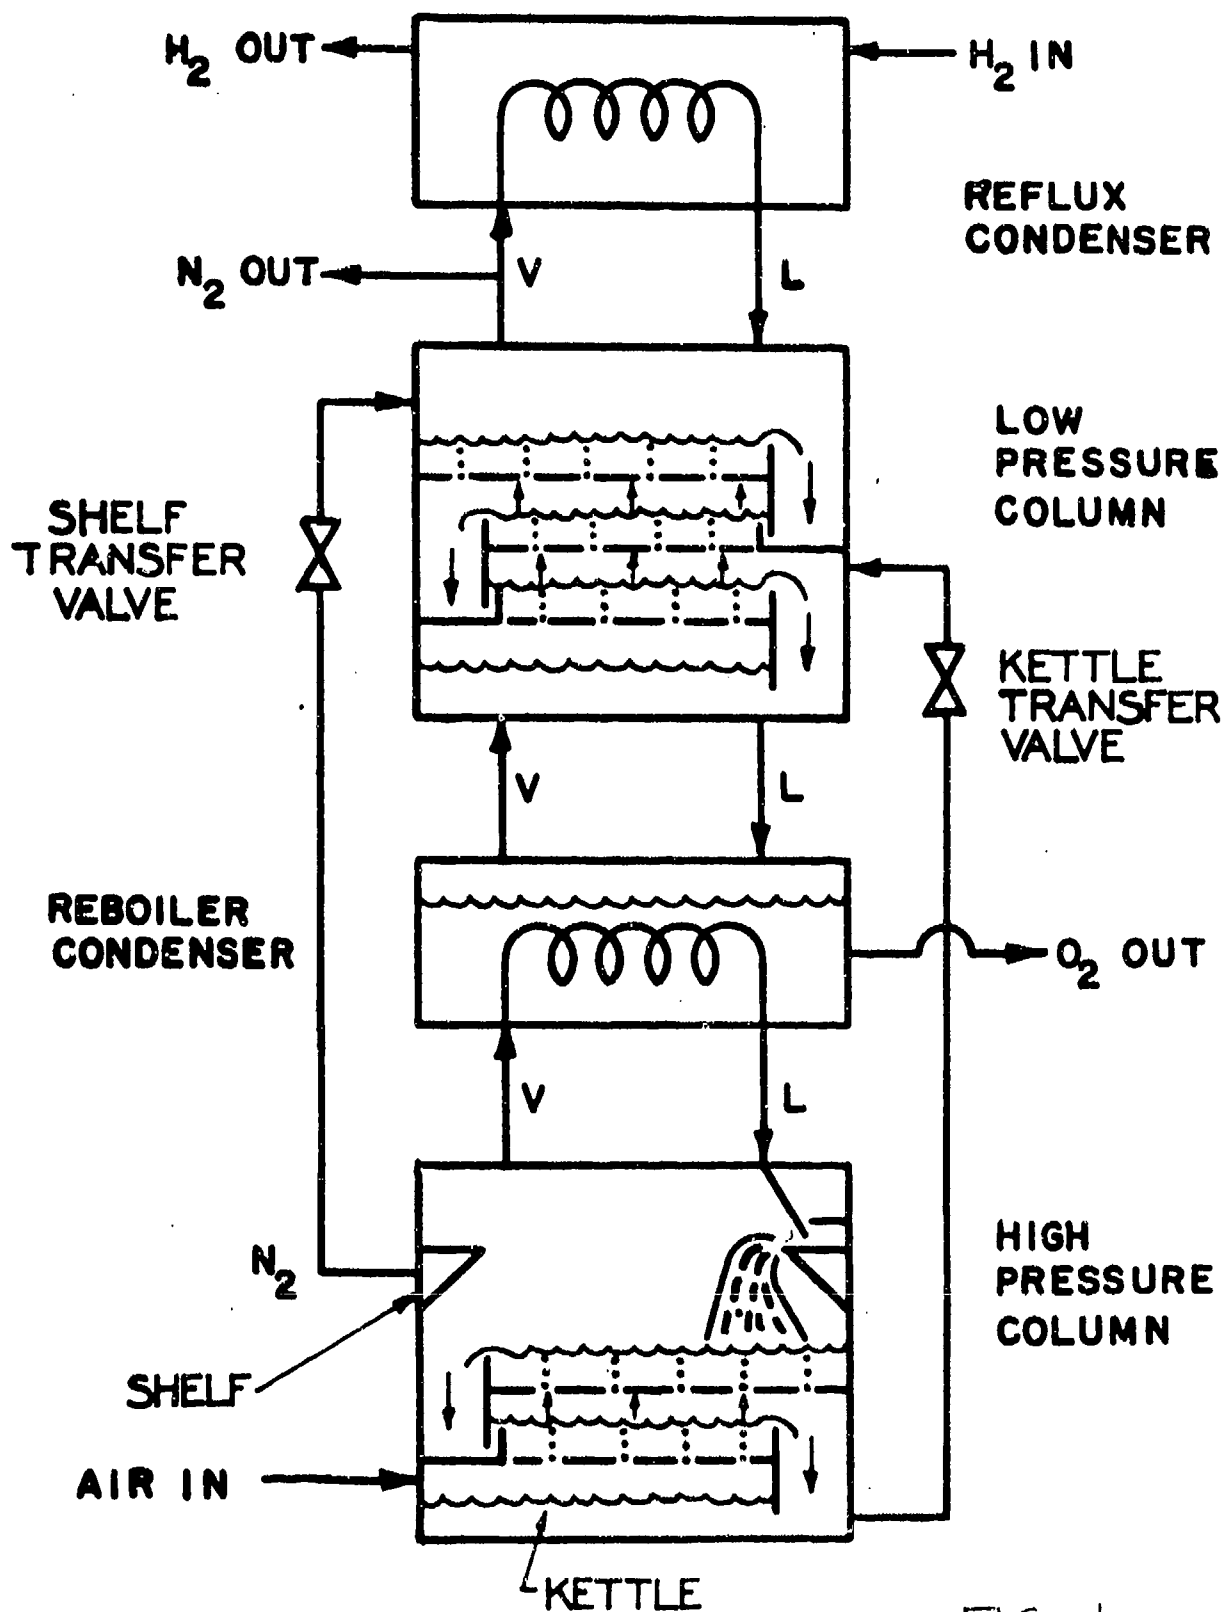 H2 OUT
H2 IN
REFLUX
CONDENSER
N2 OUT
V
L
LOW
PRESSURE
COLUMN
SHELF
TRANSFER
VALVE
KETTLE
TRANSFER
VALVE
V
L
REBOILER
CONDENSER
O2 OUT
V
L
N2
HIGH
PRESSURE
COLUMN
SHELF
AIR IN
KETTLE